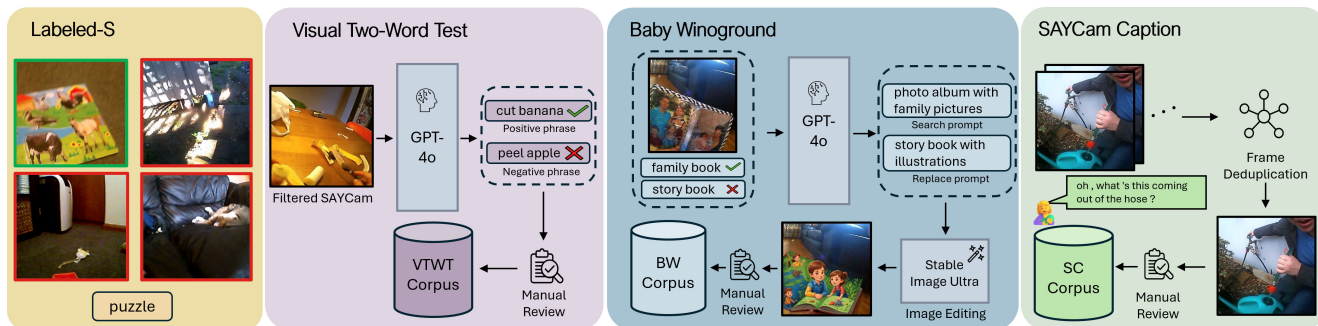 Labeled-S
puzzle
Visual Two-Word Test
Filtered SAYCam
GPT-
4o
cut banana
Positive phrase
peel apple
Negative phrase
Manual
Review
VTWT
Corpus
Baby Winoground
family book
story book
GPT-
4o
photo album with
family pictures
Search prompt
story book with
illustrations
Replace prompt
Stable
Image Ultra
Image Editing
Manual
Review
BW
Corpus
SAYCam Caption
Frame
Deduplication
oh , what 's this coming
out of the hose ?
Manual
Review
SC
Corpus